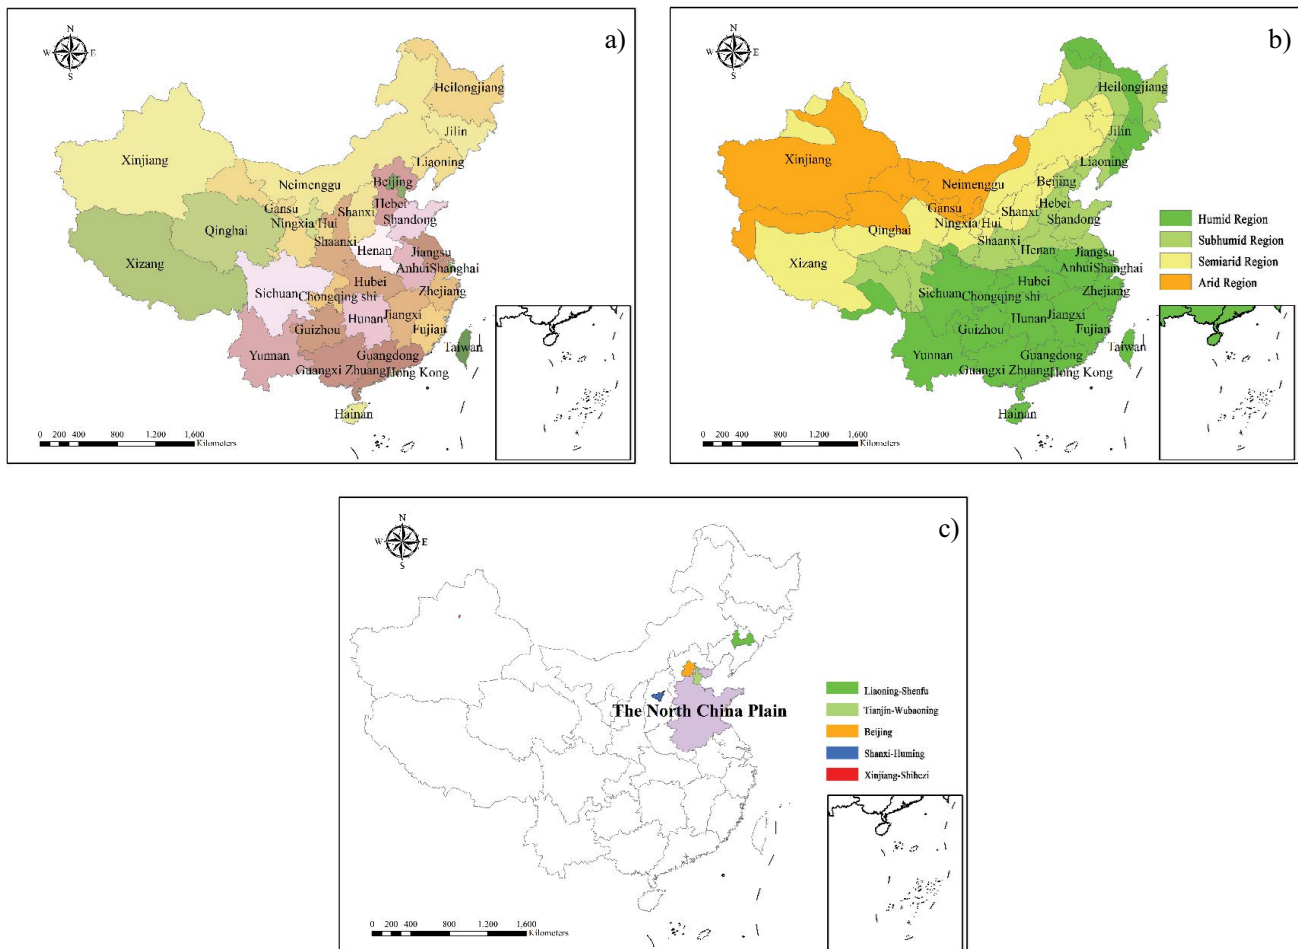 a)
N
W E
S
Heilongjiang
Jilin
Xinjiang
Liaoning
Neimenggu
Beijing
Gansu
Hebei
Ningxia Hui
Shanxi
Shandong
Qinghai
Shaanxi
Henan
Jiangsu
Xizang
Anhui
Shanghai
Hubei
Sichuan
Chongqing shi
Zhejiang
Hunan
Jiangxi
Guizhou
Fujian
Yunnan
Guangdong
Taiwan
Guangxi Zhuang
Hong Kong
Hainan
0 200 400 800 1,200 1,600
Kilometers
b)
N
W E
S
Heilongjiang
Jilin
Xinjiang
Liaoning
Neimenggu
Beijing
Gansu
Hebei
Ningxia Hui
Shanxi
Shandong
Qinghai
Shaanxi
Henan
Jiangsu
Xizang
Anhui
Shanghai
Hubei
Sichuan
Chongqing shi
Zhejiang
Hunan
Jiangxi
Guizhou
Fujian
Yunnan
Guangdong
Taiwan
Guangxi Zhuang
Hong Kong
Hainan
Humid Region
Subhumid Region
Semiarid Region
Arid Region
0 200 400 800 1,200 1,600
Kilometers
c)
N
W E
S
The North China Plain
Liaoning-Shenfu
Tianjin-Wubaoning
Beijing
Shanxi-Huming
Xinjiang-Shihezi
0 200 400 800 1,200 1,600
Kilometers